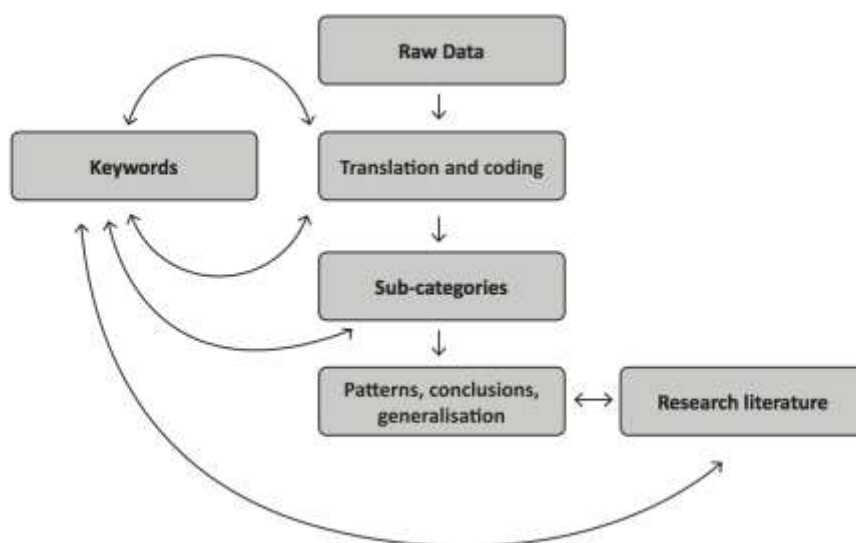 Raw Data
Keywords
Translation and coding
Sub-categories
Patterns, conclusions,
generalisation
Research literature